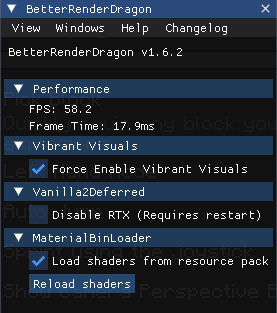 BetterRenderDragon
View Windows Help Changelog
BetterRenderDragon v1.6.2
Performance
FPS: 58.2
Frame Time: 17.9ms
Vibrant Visuals
Force Enable Vibrant Visuals
Vanilla2Deferred
Disable RTX (Requires restart)
MaterialBinLoader
Load shaders from resource pack
Reload shaders